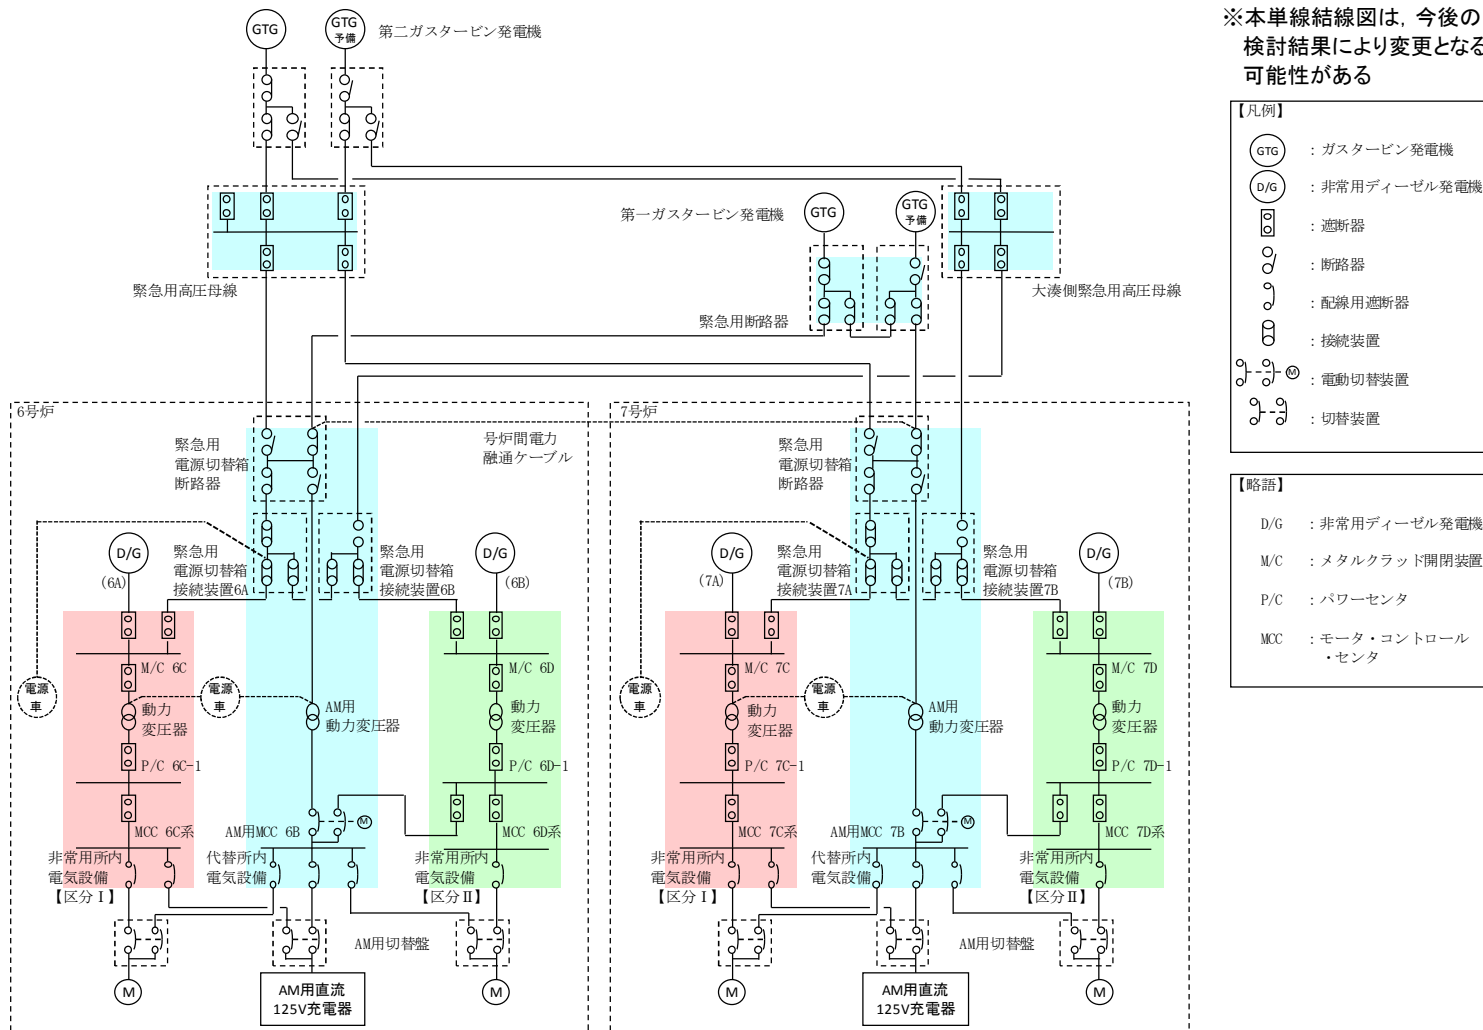 GTG
GTG
予備
第二ガスタービン発電機
※本単線結線図は，今後の
検討結果により変更となる
可能性がある
【凡例】
GTG
：ガスタービン発電機
D/G
：非常用ディーゼル発電機
：遮断器
：断路器
：配線用遮断器
：接続装置
M
：電動切替装置
：切替装置
【略語】
D/G ：非常用ディーゼル発電機
M/C ：メタルクラッド開閉装置
P/C ：パワーセンタ
MCC ：モータ・コントロール
・センタ
第一ガスタービン発電機
GTG
GTG
予備
緊急用高圧母線
大湊側緊急用高圧母線
緊急用断路器
6号炉
緊急用
電源切替箱
断路器
号炉間電力
融通ケーブル
D/G
(6A)
緊急用
電源切替箱
接続装置6A
緊急用
電源切替箱
接続装置6B
D/G
(6B)
M/C 6C
M/C 6D
電源
車
動力
変圧器
電源
車
AM用
動力変圧器
動力
変圧器
P/C 6C-1
P/C 6D-1
MCC 6C系
AM用MCC 6B
M
MCC 6D系
非常用所内
電気設備
【区分Ⅰ】
代替所内
電気設備
非常用所内
電気設備
【区分Ⅱ】
AM用切替盤
M
AM用直流
125V充電器
M
7号炉
緊急用
電源切替箱
断路器
D/G
(7A)
緊急用
電源切替箱
接続装置7A
緊急用
電源切替箱
接続装置7B
D/G
(7B)
M/C 7C
M/C 7D
電源
車
動力
変圧器
電源
車
AM用
動力変圧器
動力
変圧器
P/C 7C-1
P/C 7D-1
MCC 7C系
AM用MCC 7B
M
MCC 7D系
非常用所内
電気設備
【区分Ⅰ】
代替所内
電気設備
非常用所内
電気設備
【区分Ⅱ】
AM用切替盤
M
AM用直流
125V充電器
M